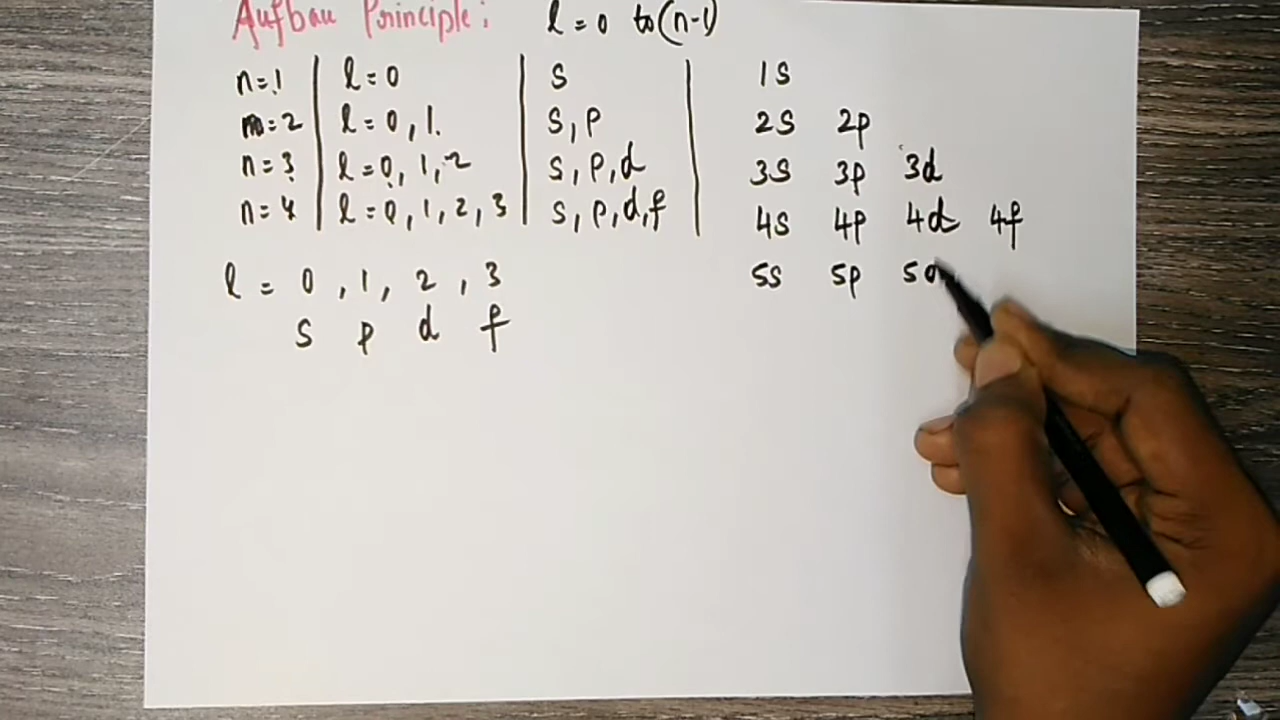 Aufbau Principle: l = 0 to (n-1)
n=1 | l=0 | s | 1s
n=2 | l=0,1. | s,p | 2s 2p
n=3 | l=0,1,2 | s,p,d | 3s 3p 3d
n=4 | l=0,1,2,3 | s,p,d,f | 4s 4p 4d 4f
5s 5p 5d
l = 0, 1, 2, 3
s p d f